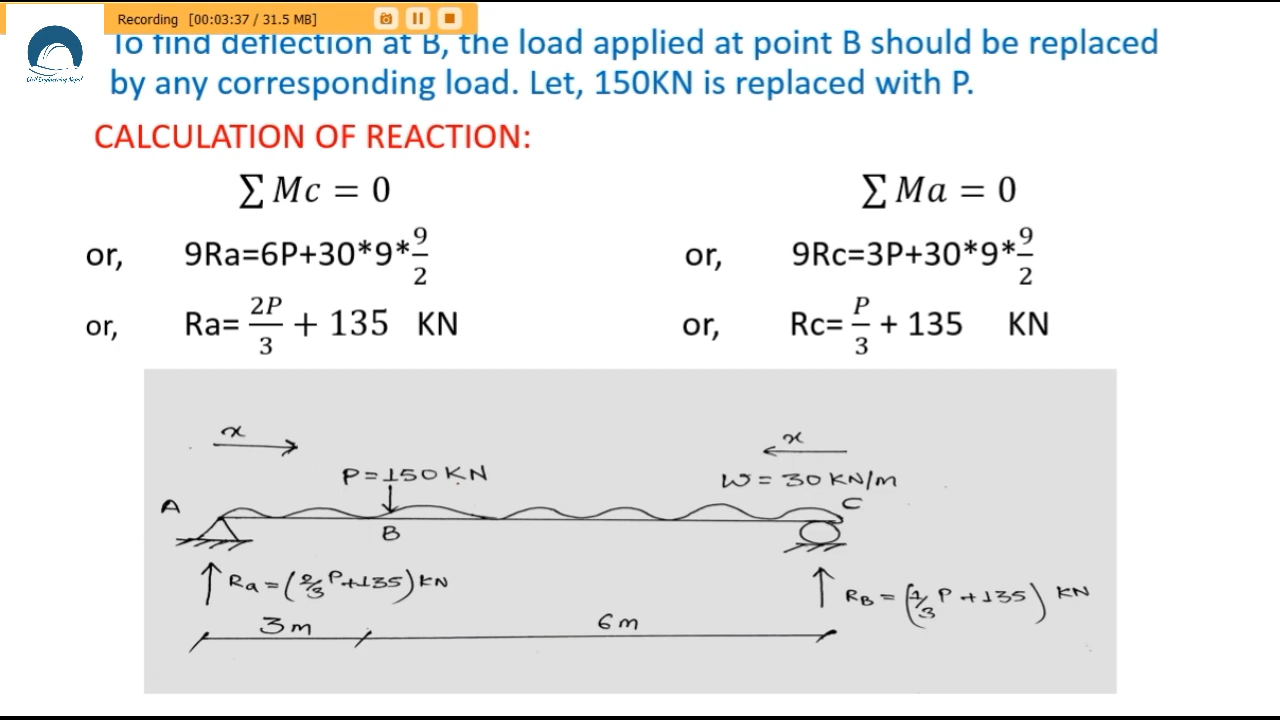 Recording [00:03:37 / 31.5 MB]
To find deflection at B, the load applied at point B should be replaced
by any corresponding load. Let, 150KN is replaced with P.
Civil Engineering Nepal
CALCULATION OF REACTION:
∑ Mc = 0
∑ Ma = 0
or, 9Ra=6P+30*9*9/2
or, 9Rc=3P+30*9*9/2
or, Ra= 2P/3 + 135 KN
or, Rc= P/3 + 135 KN
x
x
P=150KN
W = 30 KN/m
A
B
C
Ra = (2/3 P+135) KN
RB = (1/3 P + 135) KN
3m
6m